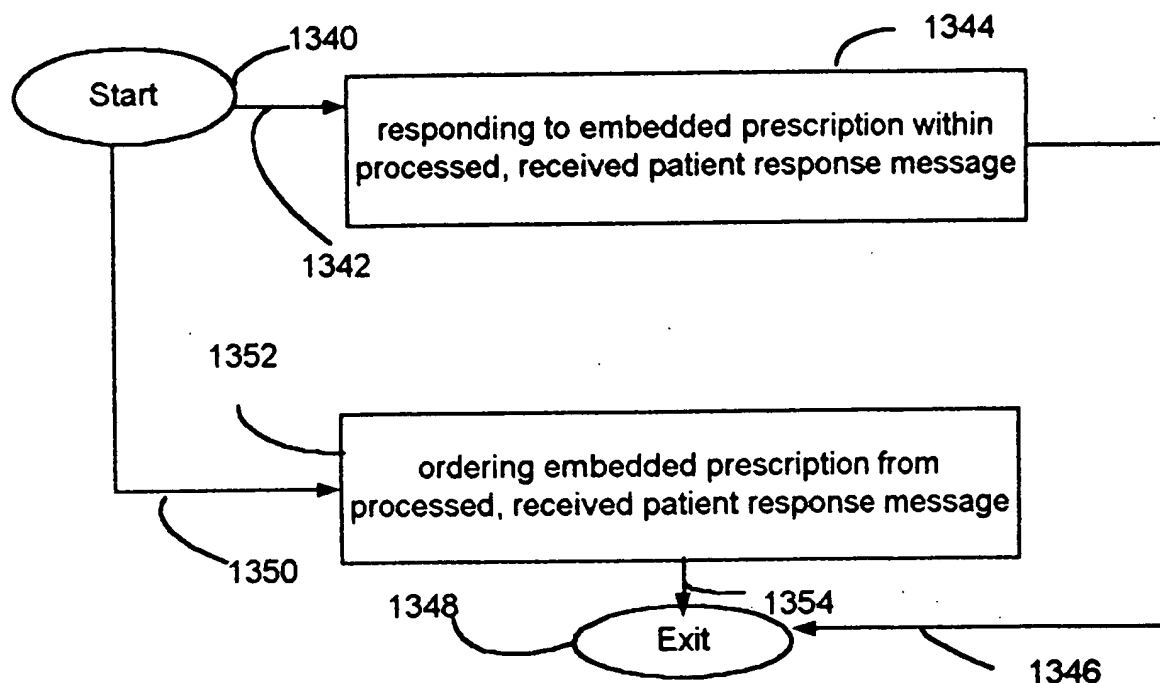 1340
1344
Start
responding to embedded prescription within
processed, received patient response message
1342
1352
ordering embedded prescription from
processed, received patient response message
1350
1348
1354
Exit
1346